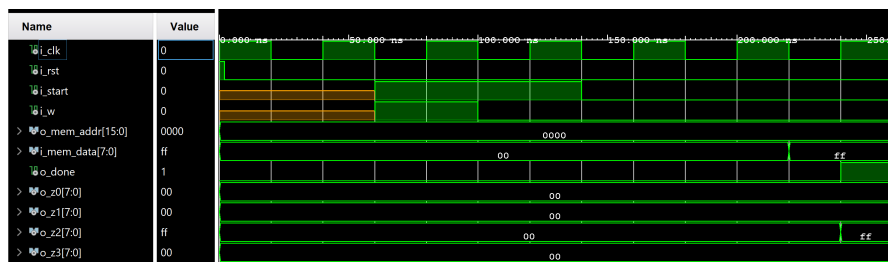 Name Value
0.000 ns 50.000 ns 100.000 ns 150.000 ns 200.000 ns 250.
i_clk 0
i_rst 0
i_start 0
i_w 0
> o_mem_addr[15:0] 0000 0000
> i_mem_data[7:0] ff 00 ff
o_done 1
> o_z0[7:0] 00 00
> o_z1[7:0] 00 00
> o_z2[7:0] ff 00 ff
> o_z3[7:0] 00 00